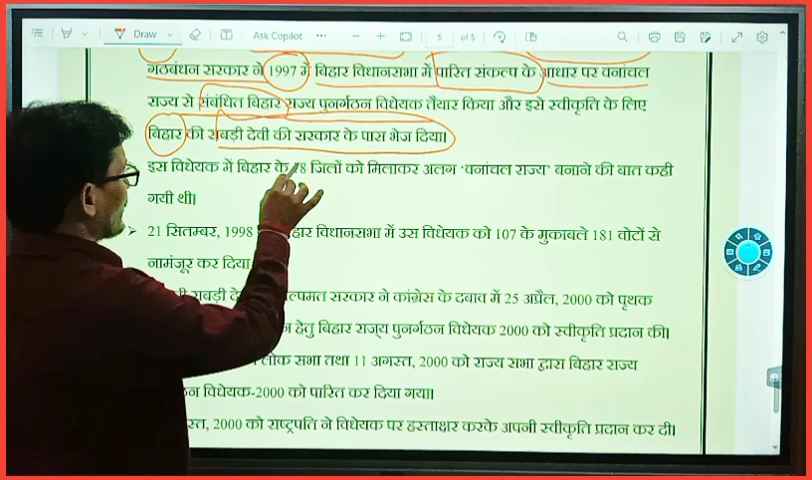 Draw Ask Copilot 5 of 5
गठबंधन सरकार ने 1997 में बिहार विधानसभा में पारित संकल्प के आधार पर वनांचल
राज्य से संबंधित बिहार राज्य पुनर्गठन विधेयक तैयार किया और इसे स्वीकृति के लिए
बिहार की राबड़ी देवी की सरकार के पास भेज दिया।
इस विधेयक में बिहार के 18 जिलों को मिलाकर अलग ‘वनांचल राज्य’ बनाने की बात कही
गयी थी।
21 सितम्बर, 1998 विधानसभा में उस विधेयक को 107 के मुकाबले 181 वोटों से
नामंजूर कर दिया
राबड़ी सरकार ने कांग्रेस के दबाव में 25 अप्रैल, 2000 को पृथक
हेतु बिहार राज्य पुनर्गठन विधेयक 2000 को स्वीकृति प्रदान की।
लोक सभा तथा 11 अगस्त, 2000 को राज्य सभा द्वारा बिहार राज्य
विधेयक-2000 को पारित कर दिया गया।
2000 को राष्ट्रपति ने विधेयक पर हस्ताक्षर करके अपनी स्वीकृति प्रदान कर दी।